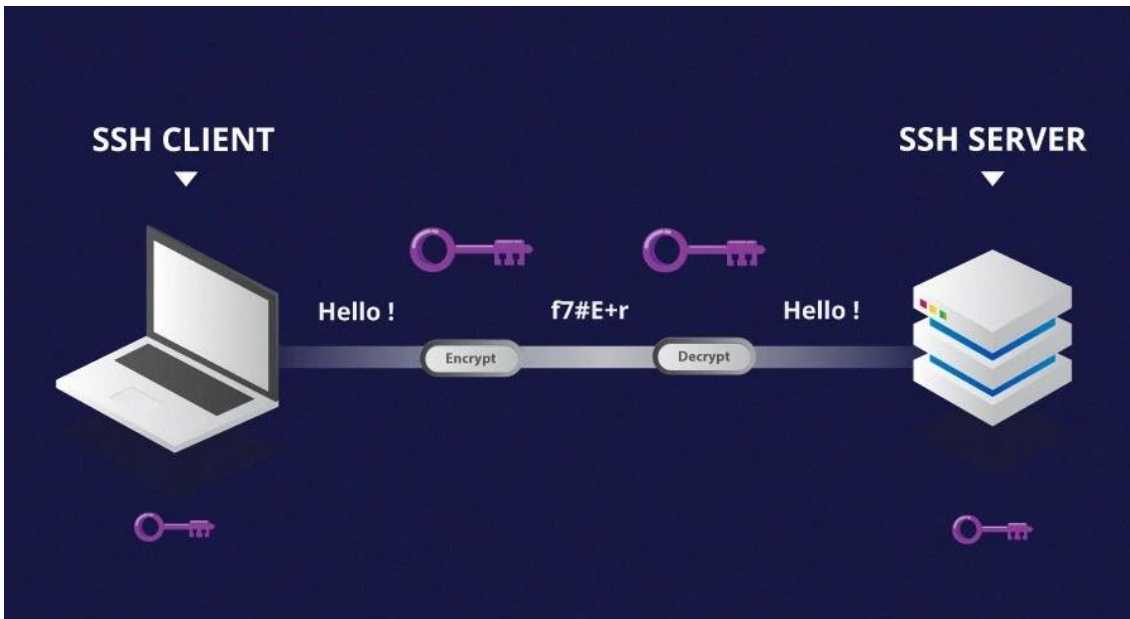 SSH CLIENT
SSH SERVER
Hello !
f7#E+r
Hello !
Encrypt
Decrypt